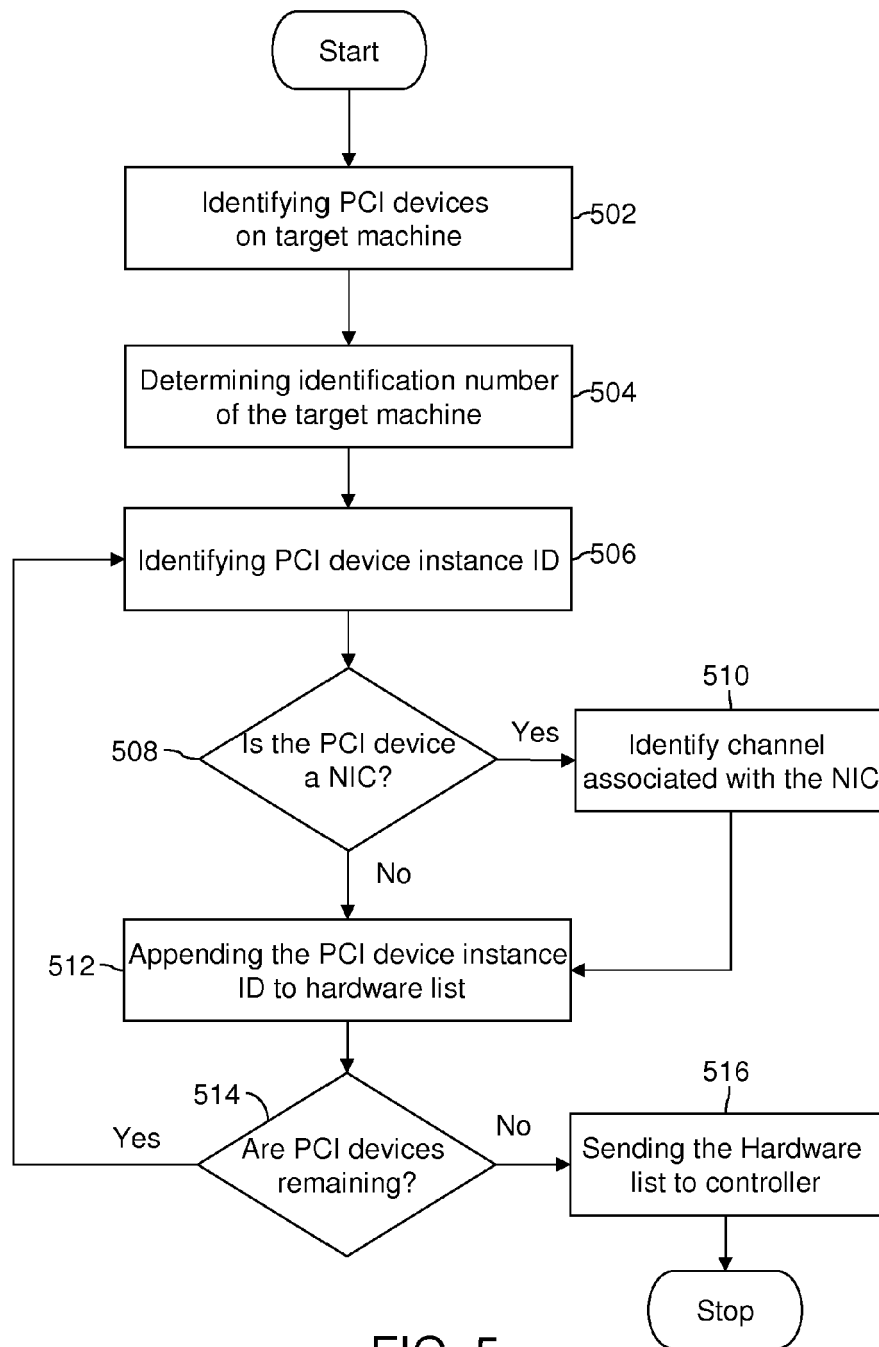 Start
Identifying PCI devices
on target machine
502
Determining identification number
of the target machine
504
Identifying PCI device instance ID
506
508
Is the PCI device
a NIC?
Yes
510
Identify channel
associated with the NIC
No
512
Appending the PCI device instance
ID to hardware list
514
Yes
Are PCI devices
remaining?
No
516
Sending the Hardware
list to controller
Stop
FIG. 5